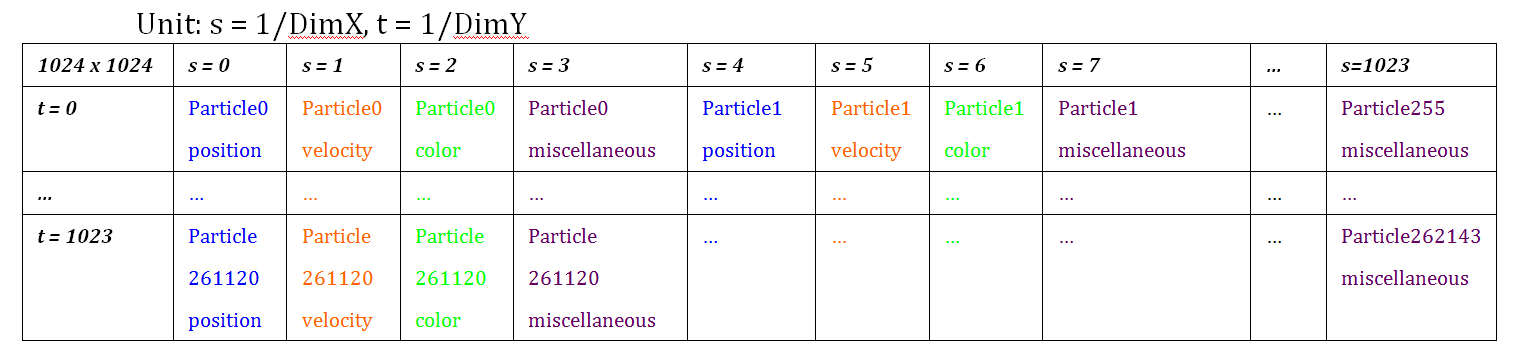 Unit: s = 1/DimX, t = 1/DimY
1024 x 1024 s = 0 s = 1 s = 2 s = 3 s = 4 s = 5 s = 6 s = 7 ... s=1023
t = 0 Particle0 Particle0 Particle0 Particle0 Particle1 Particle1 Particle1 Particle1 ... Particle255
position velocity color miscellaneous position velocity color miscellaneous miscellaneous
... ... ... ... ... ... ... ... ... ... ...
t = 1023 Particle Particle Particle Particle ... ... ... ... ... Particle262143
261120 261120 261120 261120 miscellaneous
position velocity color miscellaneous